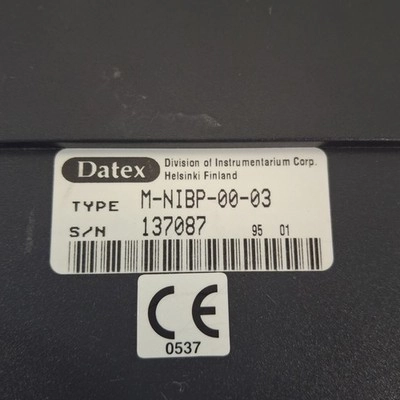 Datex
Division of Instrumentarium Corp.
Helsinki Finland
TYPE M-NIBP-00-03
S/N 137087 95 01
CE
0537